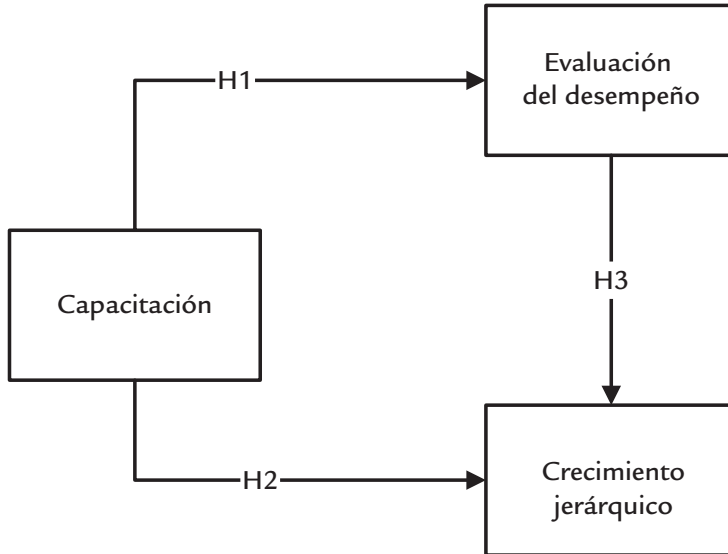 Evaluación
del desempeño
H1
Capacitación
H3
H2
Crecimiento
jerárquico